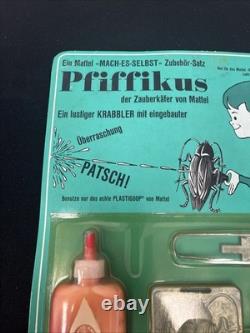 Ein Mattel »MACH-ES-SELBST« Zubehör-Satz
Pfiffikus
der Zauberkäfer von Mattel
Ein lustiger KRABBLER mit eingebauter
Überraschung
PATSCH!
Benutze nur das echte PLASTIGOOP® von Mattel